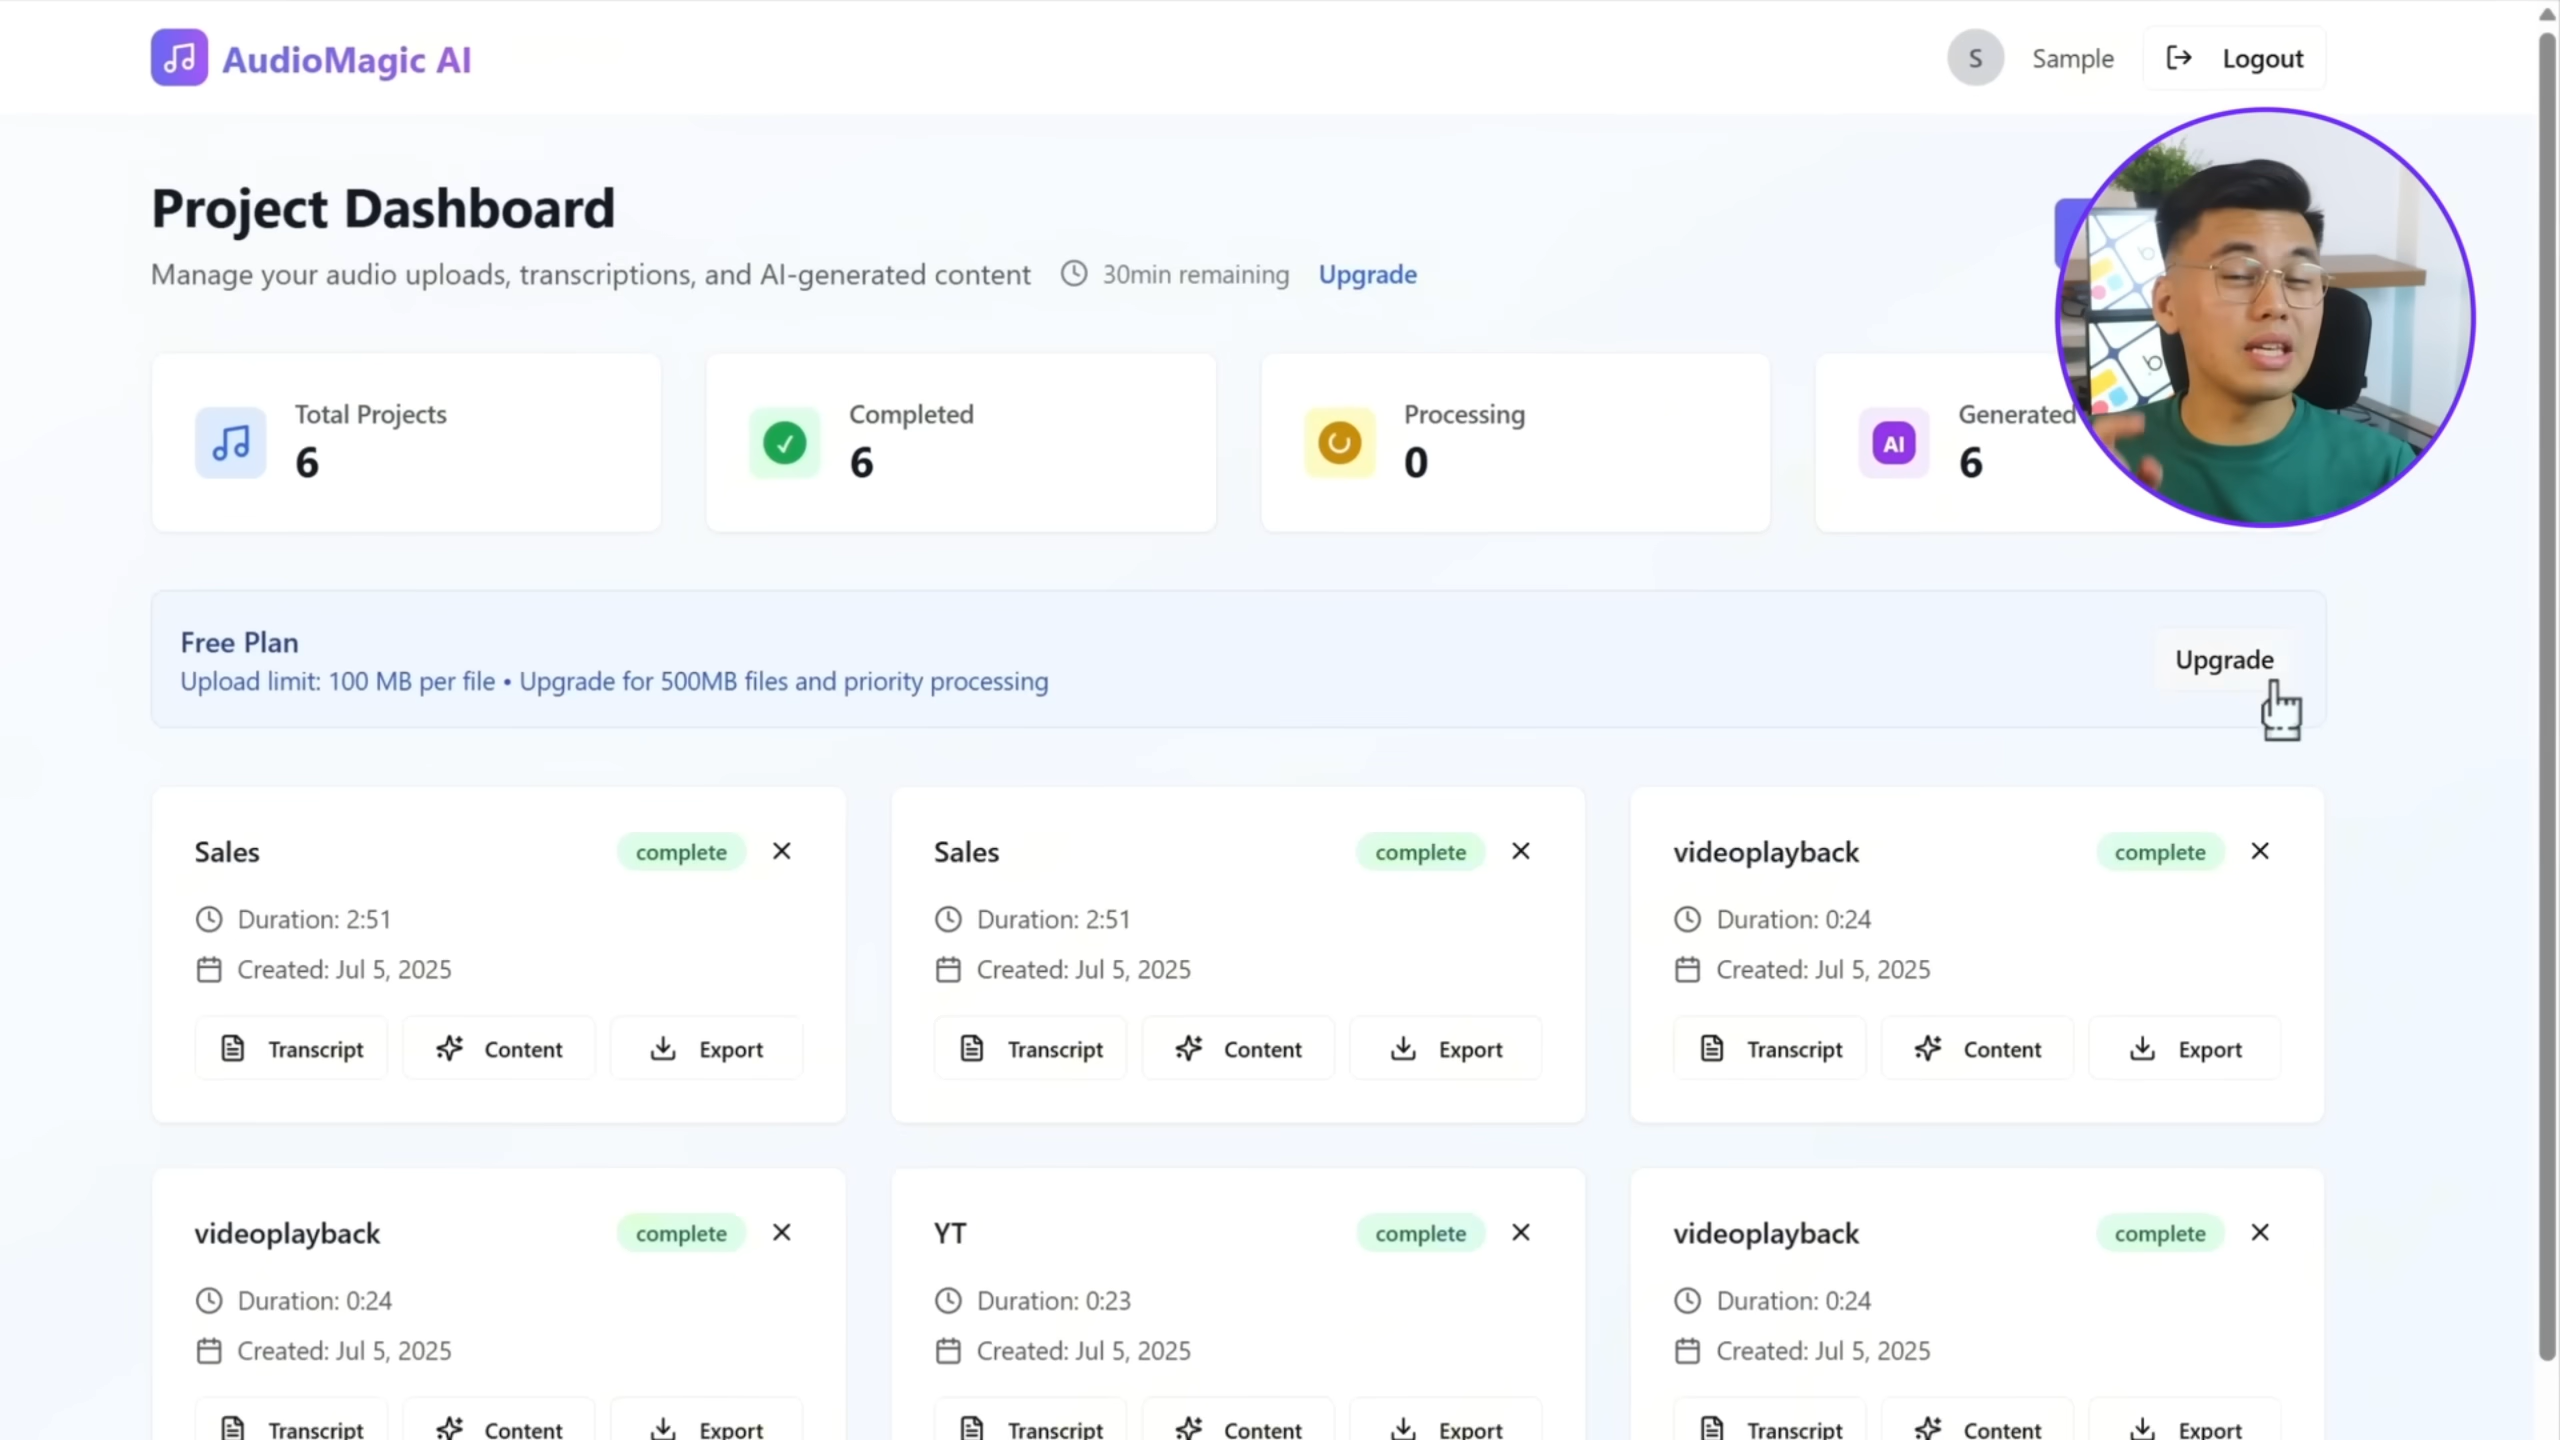 AudioMagic AI
S Sample Logout
Project Dashboard
Manage your audio uploads, transcriptions, and AI-generated content 30min remaining Upgrade
Total Projects
6
Completed
6
Processing
0
AI
Generated
6
Free Plan
Upload limit: 100 MB per file • Upgrade for 500MB files and priority processing
Upgrade
Sales complete
Duration: 2:51
Created: Jul 5, 2025
Transcript Content Export
Sales complete
Duration: 2:51
Created: Jul 5, 2025
Transcript Content Export
videoplayback complete
Duration: 0:24
Created: Jul 5, 2025
Transcript Content Export
videoplayback complete
Duration: 0:24
Created: Jul 5, 2025
Transcript Content Export
YT complete
Duration: 0:23
Created: Jul 5, 2025
Transcript Content Export
videoplayback complete
Duration: 0:24
Created: Jul 5, 2025
Transcript Content Export